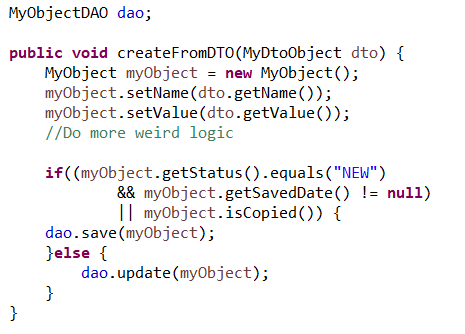 MyObjectDAO dao;
public void createFromDTO(MyDtoObject dto) {
MyObject myObject = new MyObject();
myObject.setName(dto.getName());
myObject.setValue(dto.getValue());
//Do more weird logic
if((myObject.getStatus().equals("NEW")
&& myObject.getSavedDate() != null)
|| myObject.isCopied()) {
dao.save(myObject);
}else {
dao.update(myObject);
}
}